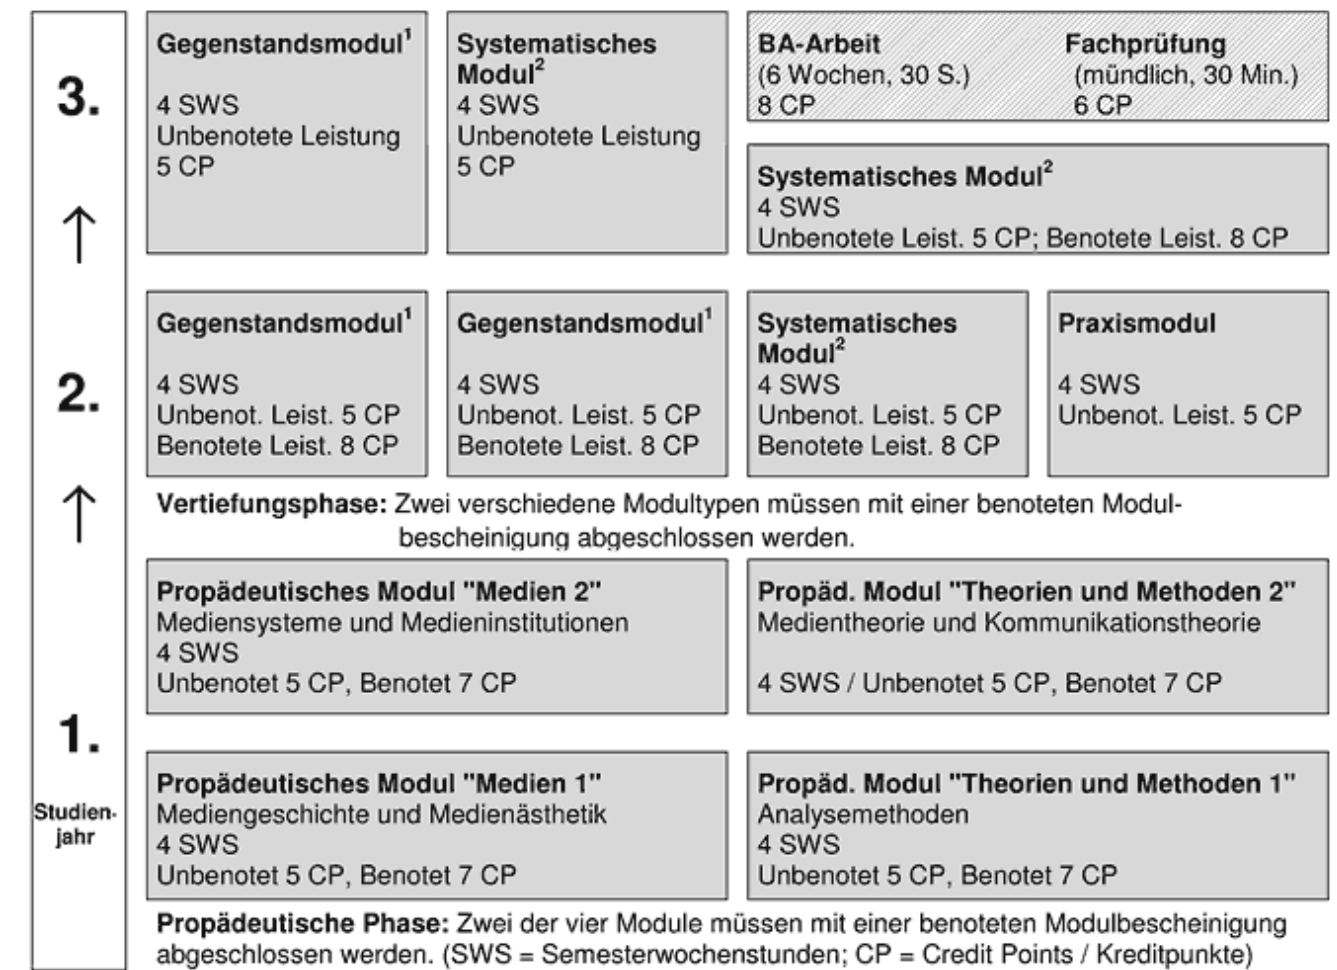 3.
Gegenstandsmodul¹
4 SWS
Unbenotete Leistung
5 CP
Systematisches
Modul²
4 SWS
Unbenotete Leistung
5 CP
BA-Arbeit
(6 Wochen, 30 S.)
8 CP
Fachprüfung
(mündlich, 30 Min.)
6 CP
Systematisches Modul²
4 SWS
Unbenotete Leist. 5 CP; Benotete Leist. 8 CP
↑
2.
Gegenstandsmodul¹
4 SWS
Unbenot. Leist. 5 CP
Benotete Leist. 8 CP
Gegenstandsmodul¹
4 SWS
Unbenot. Leist. 5 CP
Benotete Leist. 8 CP
Systematisches
Modul²
4 SWS
Unbenot. Leist. 5 CP
Benotete Leist. 8 CP
Praxismodul
4 SWS
Unbenot. Leist. 5 CP
↑
Vertiefungsphase: Zwei verschiedene Modultypen müssen mit einer benoteten Modul-
bescheinigung abgeschlossen werden.
1.
Studien-
jahr
Propädeutisches Modul "Medien 2"
Mediensysteme und Medieninstitutionen
4 SWS
Unbenotet 5 CP, Benotet 7 CP
Propäd. Modul "Theorien und Methoden 2"
Medientheorie und Kommunikationstheorie
4 SWS / Unbenotet 5 CP, Benotet 7 CP
Propädeutisches Modul "Medien 1"
Mediengeschichte und Medienästhetik
4 SWS
Unbenotet 5 CP, Benotet 7 CP
Propäd. Modul "Theorien und Methoden 1"
Analysemethoden
4 SWS
Unbenotet 5 CP, Benotet 7 CP
Propädeutische Phase: Zwei der vier Module müssen mit einer benoteten Modulbescheinigung
abgeschlossen werden. (SWS = Semesterwochenstunden; CP = Credit Points / Kreditpunkte)